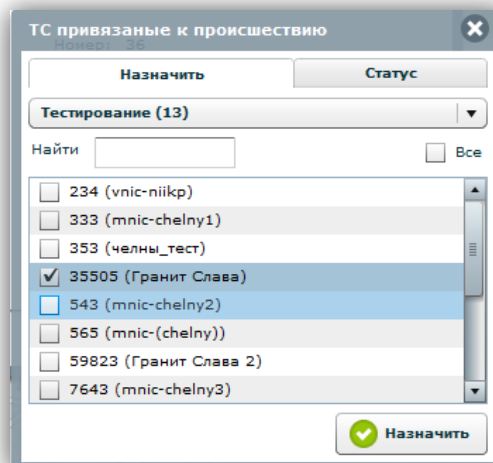 ТС привязаные к происшествию
Номер: 36
Назначить
Статус
Тестирование (13)
Найти
Все
234 (vnic-niikp)
333 (mnic-chelny1)
353 (челны_тест)
35505 (Гранит Слава)
543 (mnic-chelny2)
565 (mnic-(chelny))
59823 (Гранит Слава 2)
7643 (mnic-chelny3)
Назначить